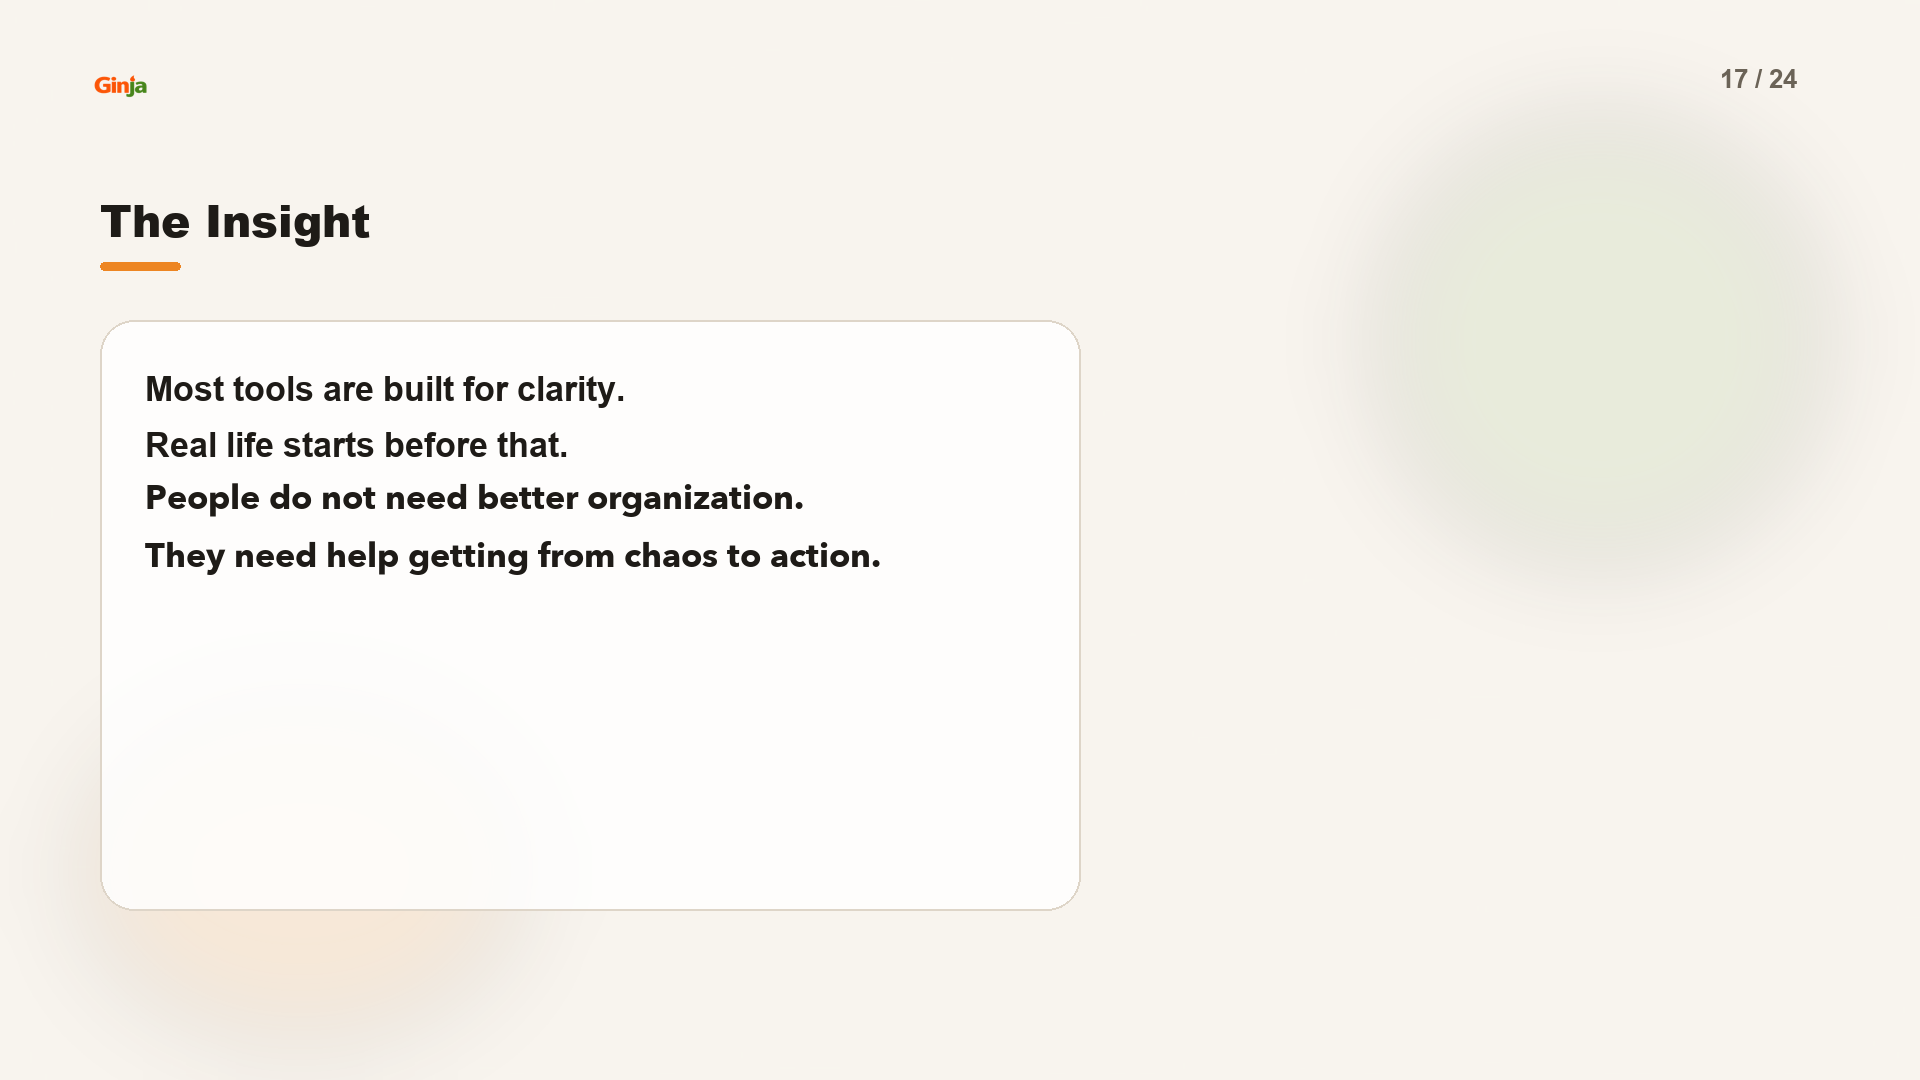 Ginja
17 / 24
The Insight
Most tools are built for clarity.
Real life starts before that.
People do not need better organization.
They need help getting from chaos to action.